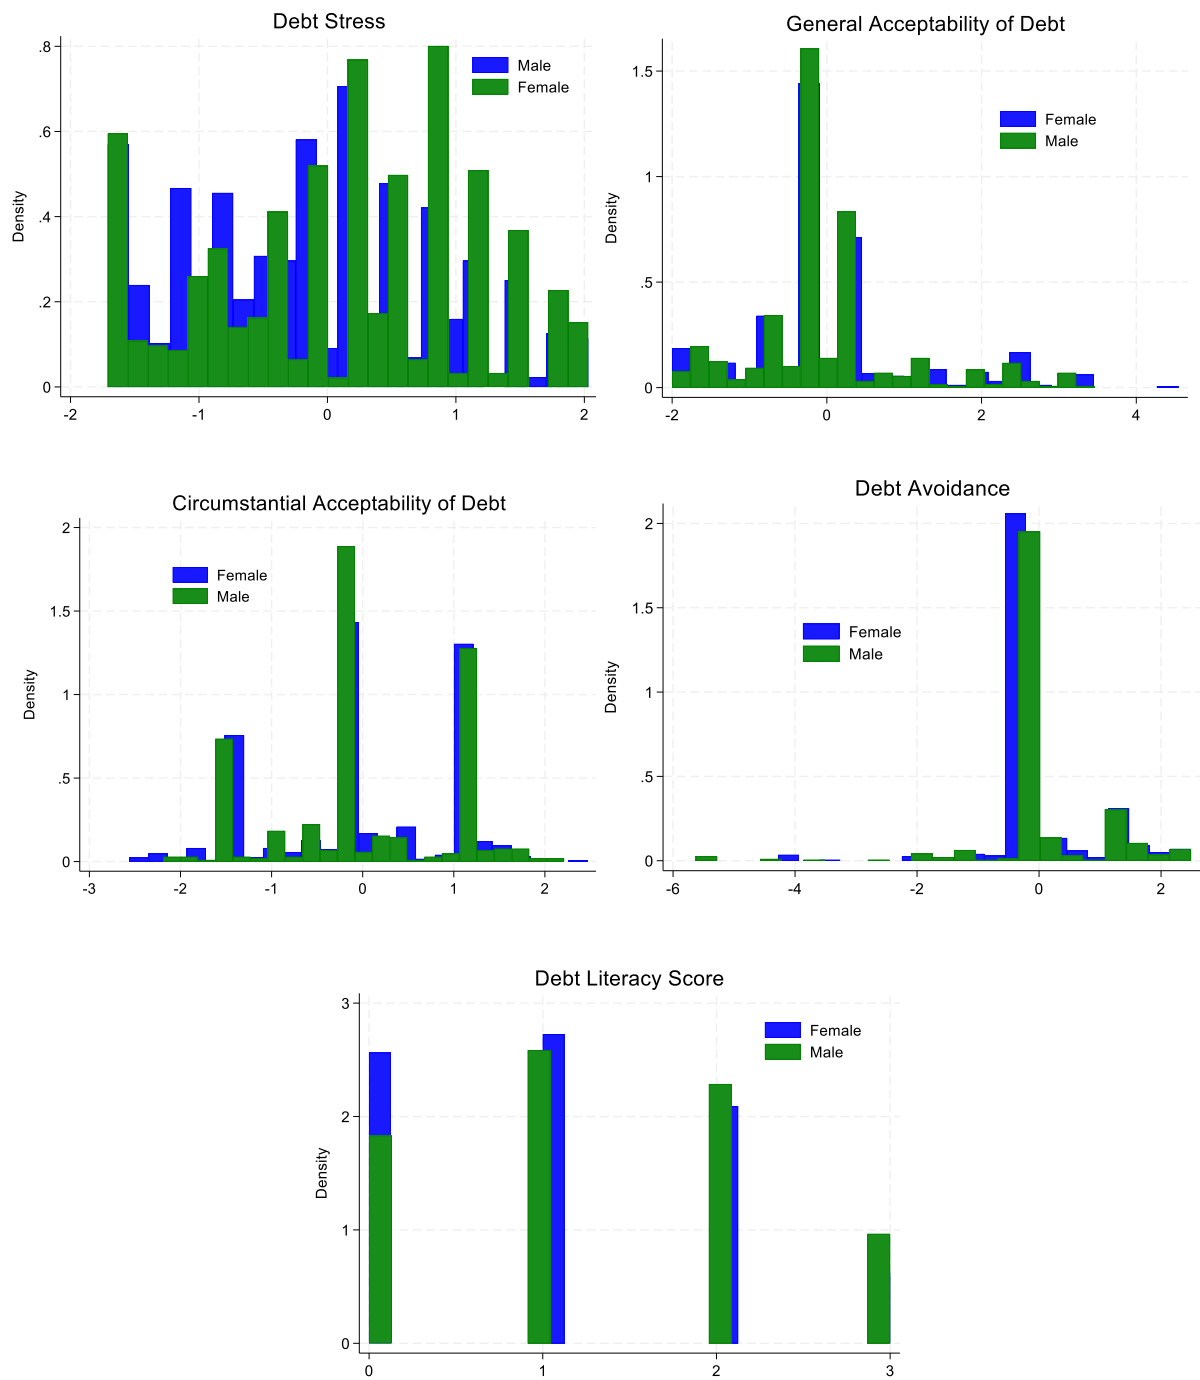 Debt Stress
Density
.8
.6
.4
.2
0
-2
-1
0
1
2
Male
Female
General Acceptability of Debt
Density
1.5
1
.5
0
-2
0
2
4
Female
Male
Circumstantial Acceptability of Debt
Density
2
1.5
1
.5
0
-3
-2
-1
0
1
2
Female
Male
Debt Avoidance
Density
2
1.5
1
.5
0
-6
-4
-2
0
2
Female
Male
Debt Literacy Score
Density
3
2
1
0
0
1
2
3
Female
Male